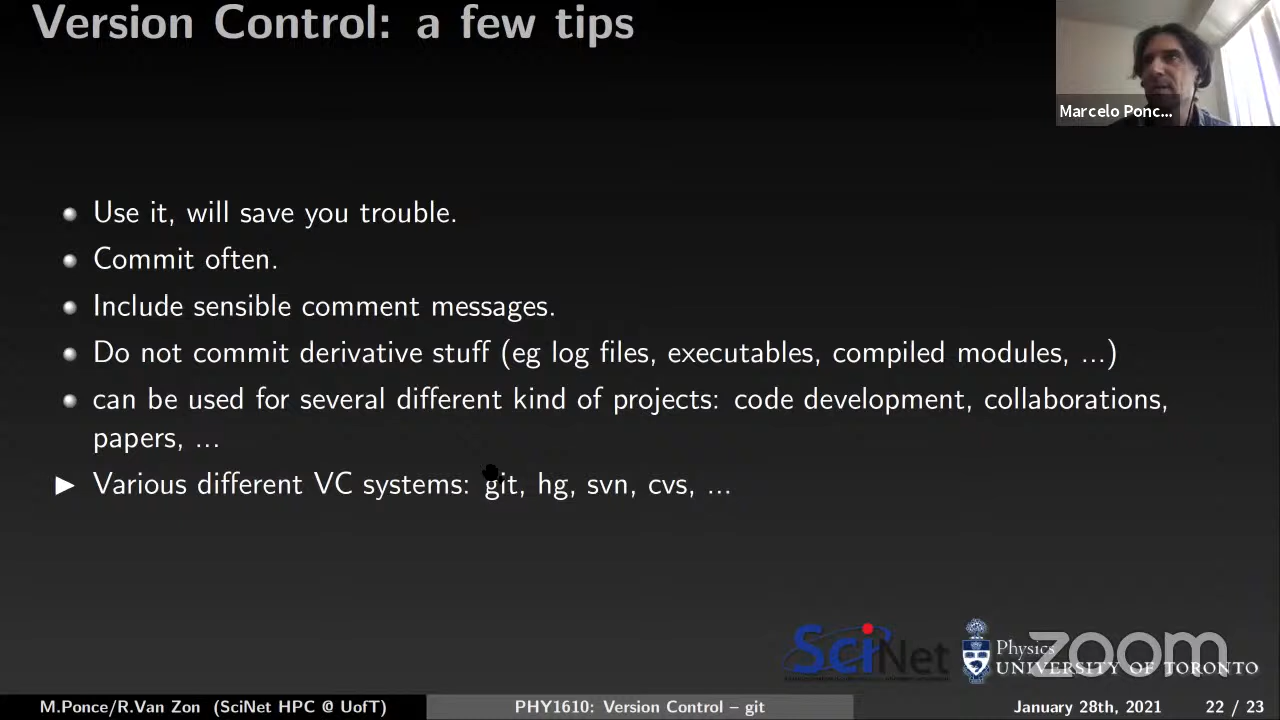 Version Control: a few tips
Marcelo Ponc...
Use it, will save you trouble.
Commit often.
Include sensible comment messages.
Do not commit derivative stuff (eg log files, executables, compiled modules, ...)
can be used for several different kind of projects: code development, collaborations,
papers, ...
Various different VC systems: git, hg, svn, cvs, ...
SciNet
Physics
UNIVERSITY OF TORONTO
zoom
M.Ponce/R.Van Zon (SciNet HPC @ UofT)
PHY1610: Version Control – git
January 28th, 2021
22 / 23